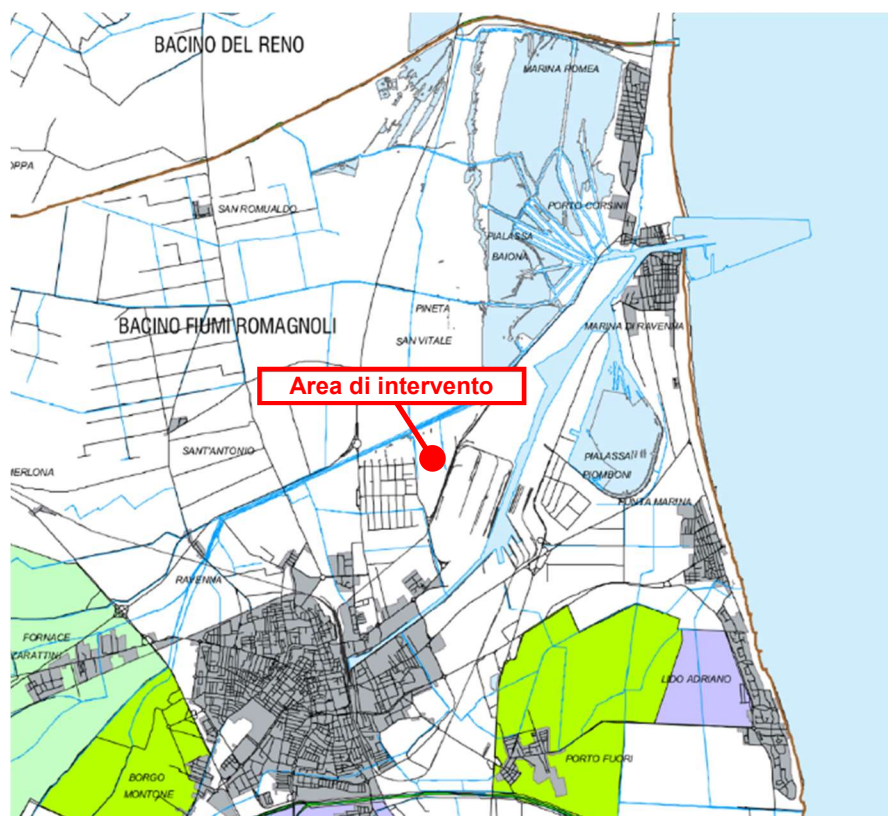 BACINO DEL RENO
MARINA ROMEA
OPPA
SAN ROMUALDO
PORTO CORSINI
PIALASSA
BAIONA
PINETA
BACINO FIUMI ROMAGNOLI
MARINA DI RAVENNA
SAN VITALE
Area di intervento
SANT'ANTONIO
PIALASSA
PIOMBONI
MERLONA
PUNTA MARINA
RAVENNA
FORNACE
ZARATTINI
LIDO ADRIANO
PORTO FUORI
BORGO
MONTONE